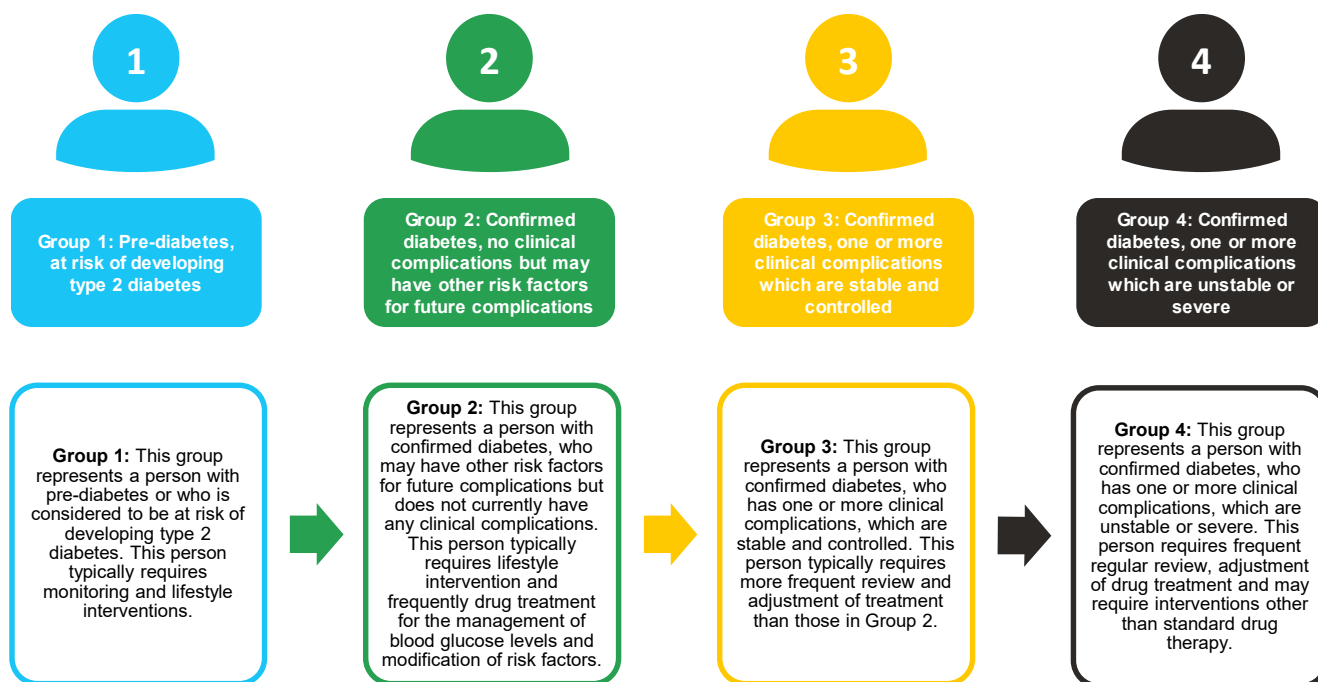 1
2
3
4
Group 1: Pre-diabetes,
at risk of developing
type 2 diabetes
Group 2: Confirmed
diabetes, no clinical
complications but may
have other risk factors
for future complications
Group 3: Confirmed
diabetes, one or more
clinical complications
which are stable and
controlled
Group 4: Confirmed
diabetes, one or more
clinical complications
which are unstable or
severe
Group 1: This group
represents a person with
pre-diabetes or who is
considered to be at risk of
developing type 2
diabetes. This person
typically requires
monitoring and lifestyle
interventions.
Group 2: This group
represents a person with
confirmed diabetes, who
may have other risk factors
for future complications but
does not currently have
any clinical complications.
This person typically
requires lifestyle
intervention and
frequently drug treatment
for the management of
blood glucose levels and
modification of risk factors.
Group 3: This group
represents a person with
confirmed diabetes, who
has one or more clinical
complications, which are
stable and controlled. This
person typically requires
more frequent review and
adjustment of treatment
than those in Group 2.
Group 4: This group
represents a person with
confirmed diabetes, who
has one or more clinical
complications, which are
unstable or severe. This
person requires frequent
regular review, adjustment
of drug treatment and may
require interventions other
than standard drug
therapy.